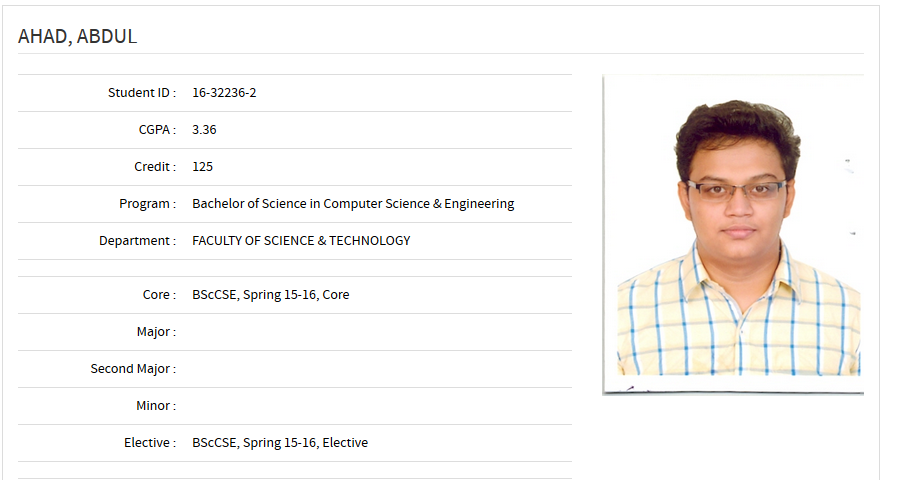 AHAD, ABDUL
Student ID : 16-32236-2
CGPA : 3.36
Credit : 125
Program : Bachelor of Science in Computer Science & Engineering
Department : FACULTY OF SCIENCE & TECHNOLOGY
Core : BScCSE, Spring 15-16, Core
Major :
Second Major :
Minor :
Elective : BScCSE, Spring 15-16, Elective